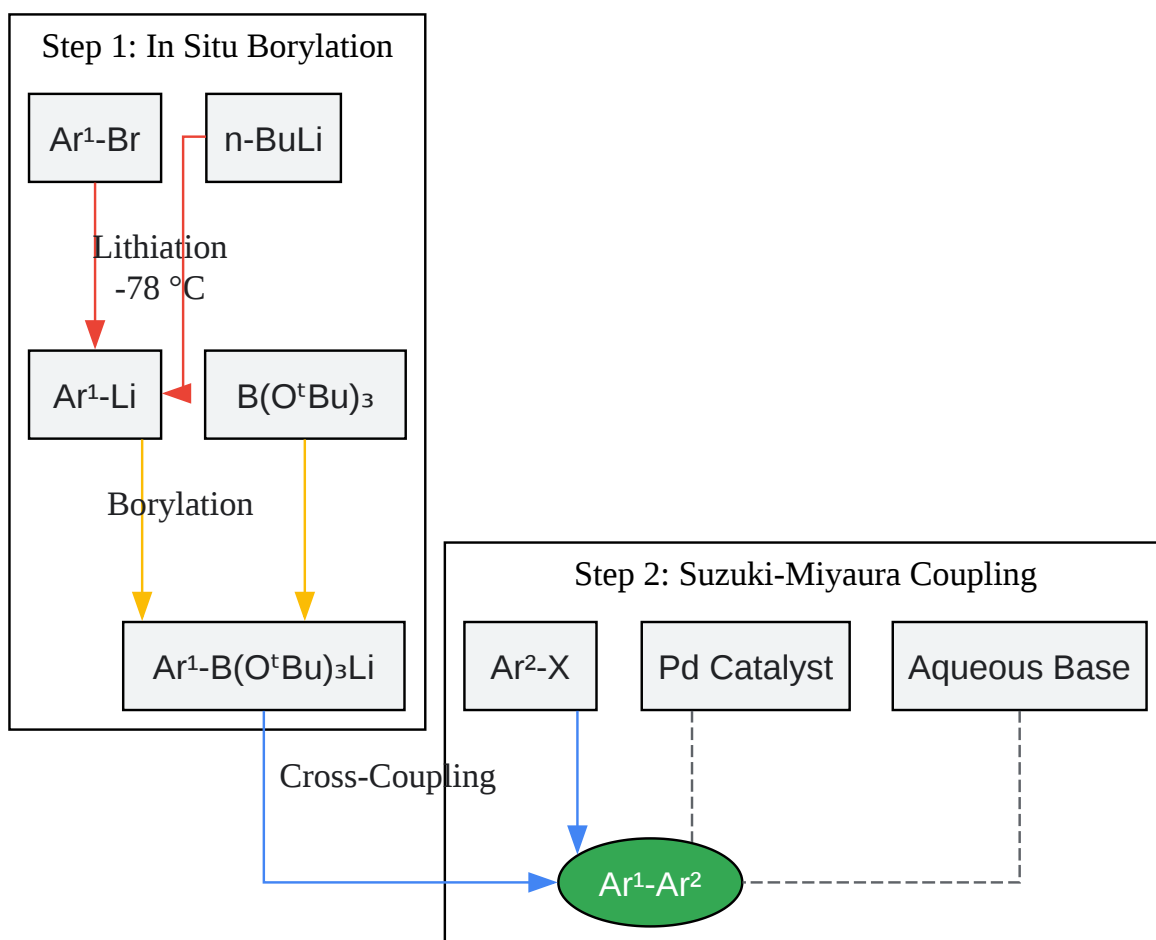 Step 1: In Situ Borylation
Ar¹-Br
n-BuLi
Lithiation
-78 °C
Ar¹-Li
B(OᵗBu)₃
Borylation
Ar¹-B(OᵗBu)₃Li
Step 2: Suzuki-Miyaura Coupling
Ar²-X
Pd Catalyst
Aqueous Base
Cross-Coupling
Ar¹-Ar²